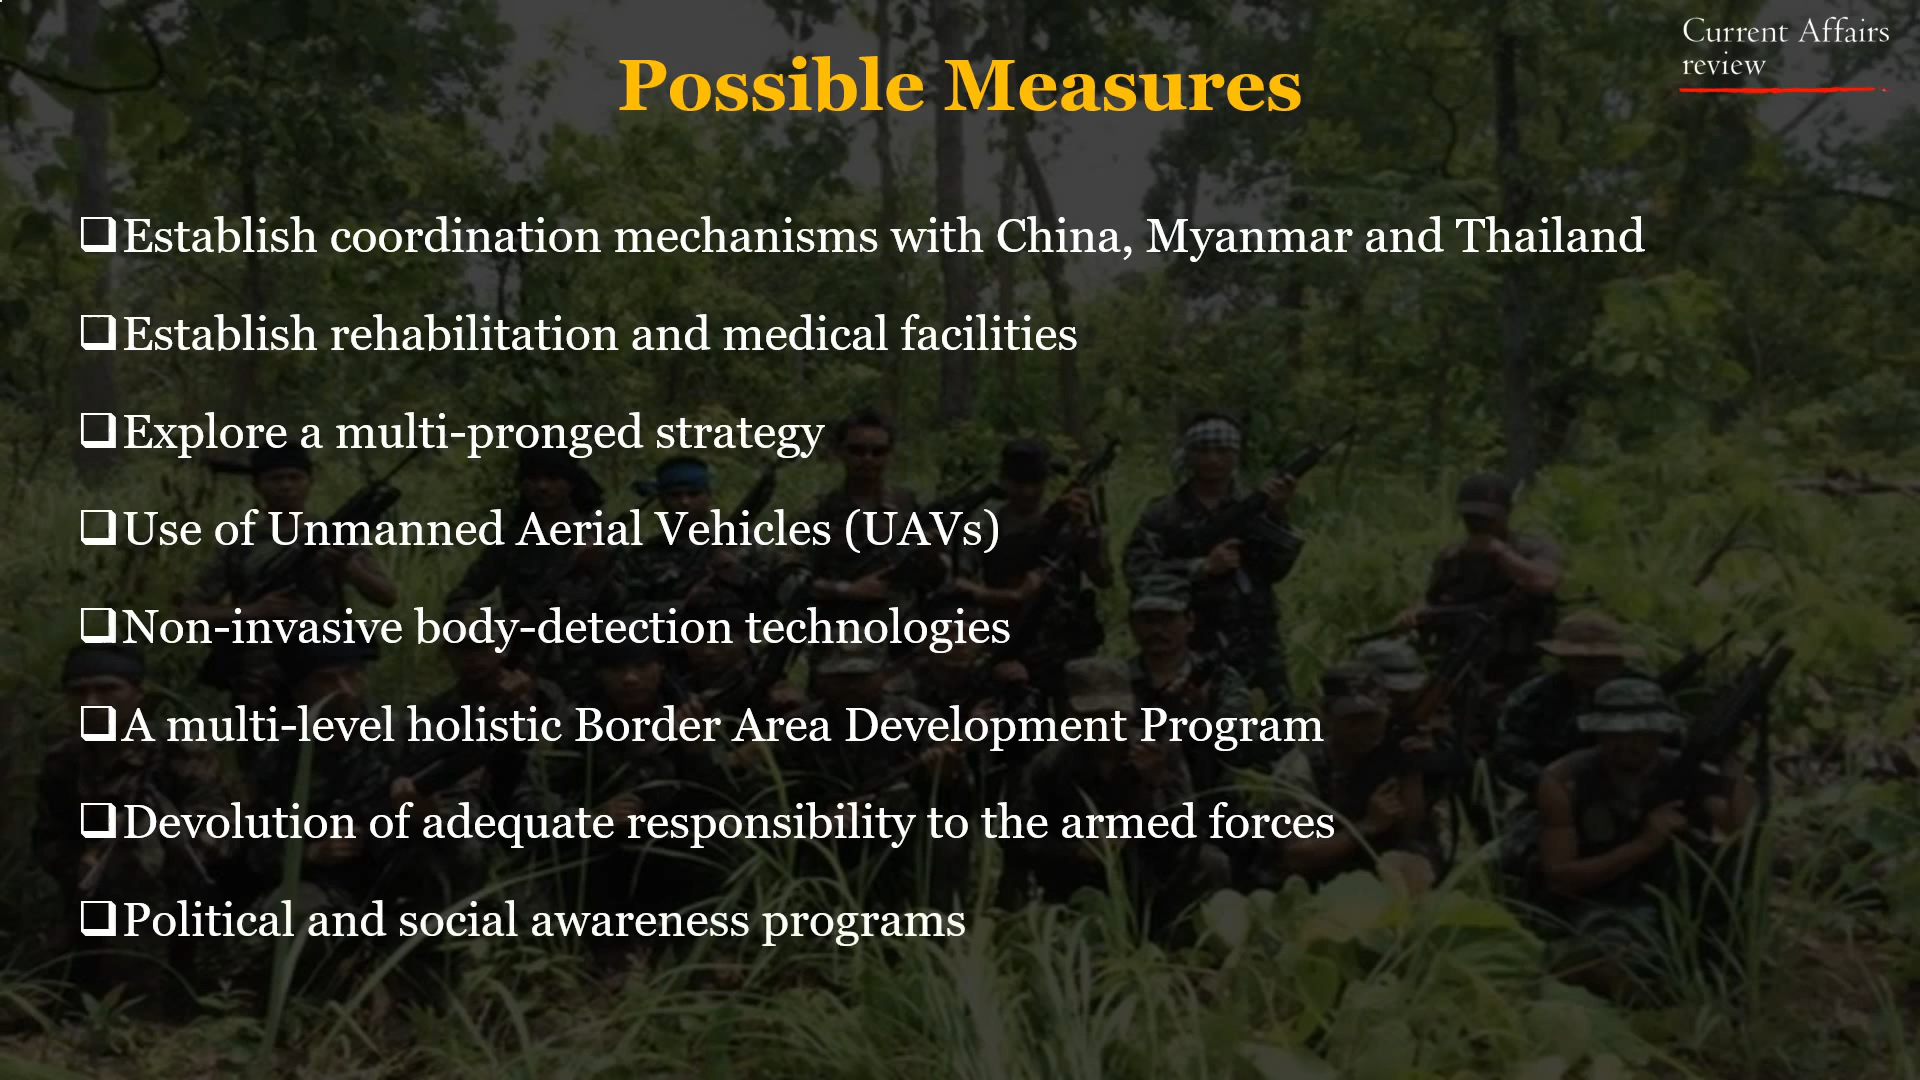 Current Affairs
review
Possible Measures
❑Establish coordination mechanisms with China, Myanmar and Thailand
❑Establish rehabilitation and medical facilities
❑Explore a multi-pronged strategy
❑Use of Unmanned Aerial Vehicles (UAVs)
❑Non-invasive body-detection technologies
❑A multi-level holistic Border Area Development Program
❑Devolution of adequate responsibility to the armed forces
❑Political and social awareness programs